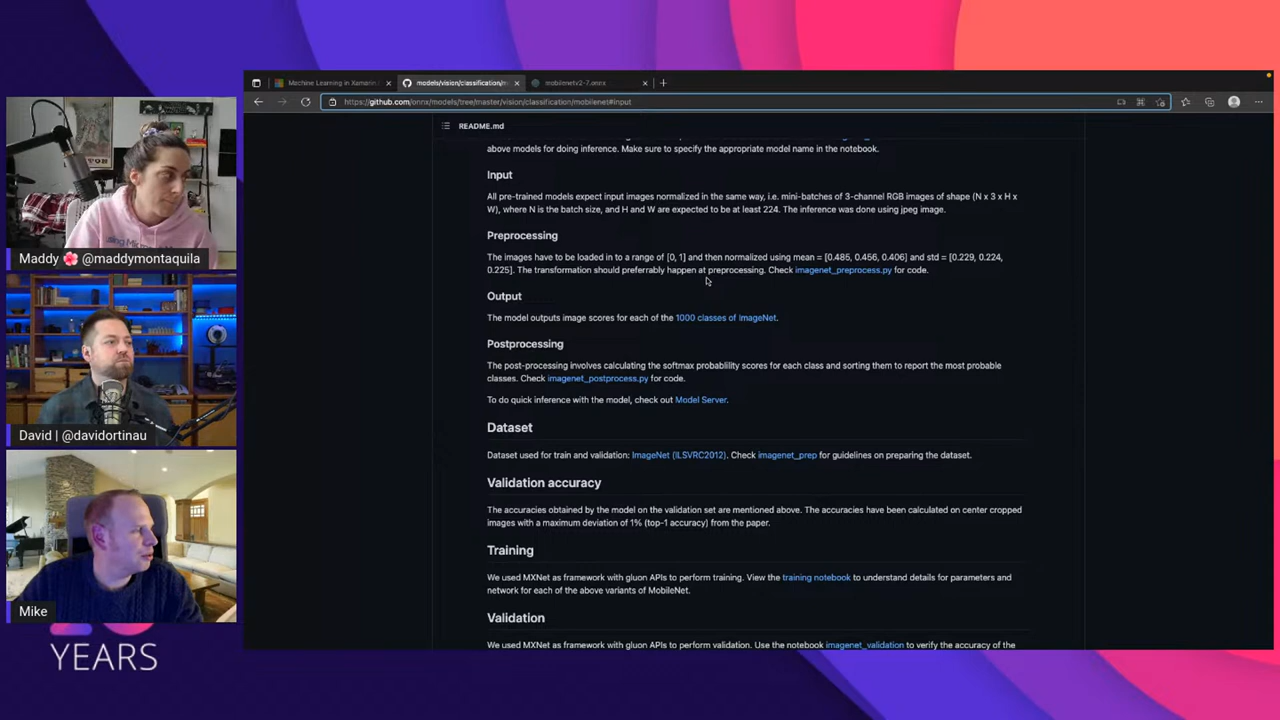 Machine Learning in Xamarin
models/vision/classification/m
mobilenetv2-7.onnx
https://github.com/onnx/models/tree/master/vision/classification/mobilenet#input
README.md
above models for doing inference. Make sure to specify the appropriate model name in the notebook.
Input
All pre-trained models expect input images normalized in the same way, i.e. mini-batches of 3-channel RGB images of shape (N x 3 x H x
W), where N is the batch size, and H and W are expected to be at least 224. The inference was done using jpeg image.
Preprocessing
The images have to be loaded in to a range of [0, 1] and then normalized using mean = [0.485, 0.456, 0.406] and std = [0.229, 0.224,
0.225]. The transformation should preferrably happen at preprocessing. Check imagenet_preprocess.py for code.
Output
The model outputs image scores for each of the 1000 classes of ImageNet.
Postprocessing
The post-processing involves calculating the softmax probablility scores for each class and sorting them to report the most probable
classes. Check imagenet_postprocess.py for code.
To do quick inference with the model, check out Model Server.
Dataset
Dataset used for train and validation: ImageNet (ILSVRC2012). Check imagenet_prep for guidelines on preparing the dataset.
Validation accuracy
The accuracies obtained by the model on the validation set are mentioned above. The accuracies have been calculated on center cropped
images with a maximum deviation of 1% (top-1 accuracy) from the paper.
Training
We used MXNet as framework with gluon APIs to perform training. View the training notebook to understand details for parameters and
network for each of the above variants of MobileNet.
Validation
We used MXNet as framework with gluon APIs to perform validation. Use the notebook imagenet_validation to verify the accuracy of the
Maddy 🌸 @maddymontaquila
David | @davidortinau
Mike
YEARS